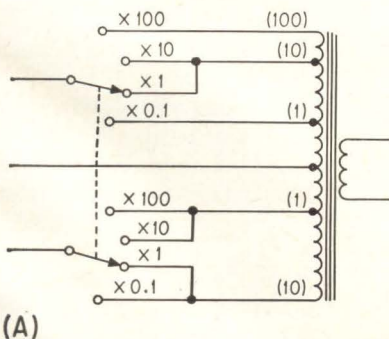 × 100 (100)
× 10 (10)
× 1
× 0.1 (1)
× 100 (1)
× 10
× 1
× 0.1 (10)
(A)